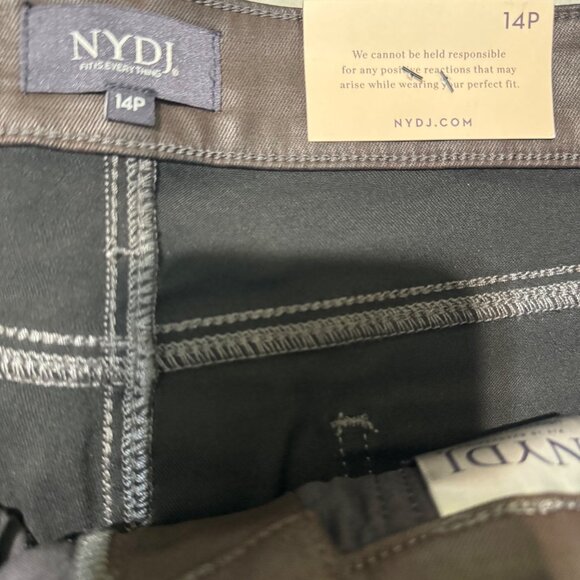 NYDJ
FIT IS EVERYTHING®
14P
14P
We cannot be held responsible
for any positive reactions that may
arise while wearing your perfect fit.
NYDJ.COM
NYDJ